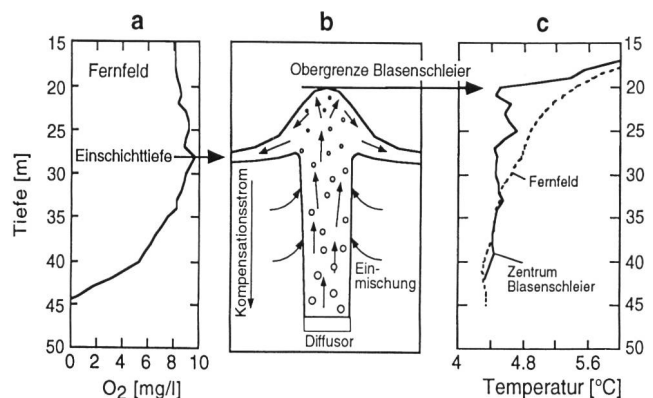 a
b
c
15
20
25
30
35
40
45
50
Tiefe [m]
Fernfeld
Einschichttiefe
0 2 4 6 8 10
O2 [mg/l]
Obergrenze Blasenschleier
Kompensationsstrom
Ein-
mischung
Diffusor
15
20
25
30
35
40
45
50
Fernfeld
Zentrum
Blasenschleier
4 4.8 5.6
Temperatur [°C]